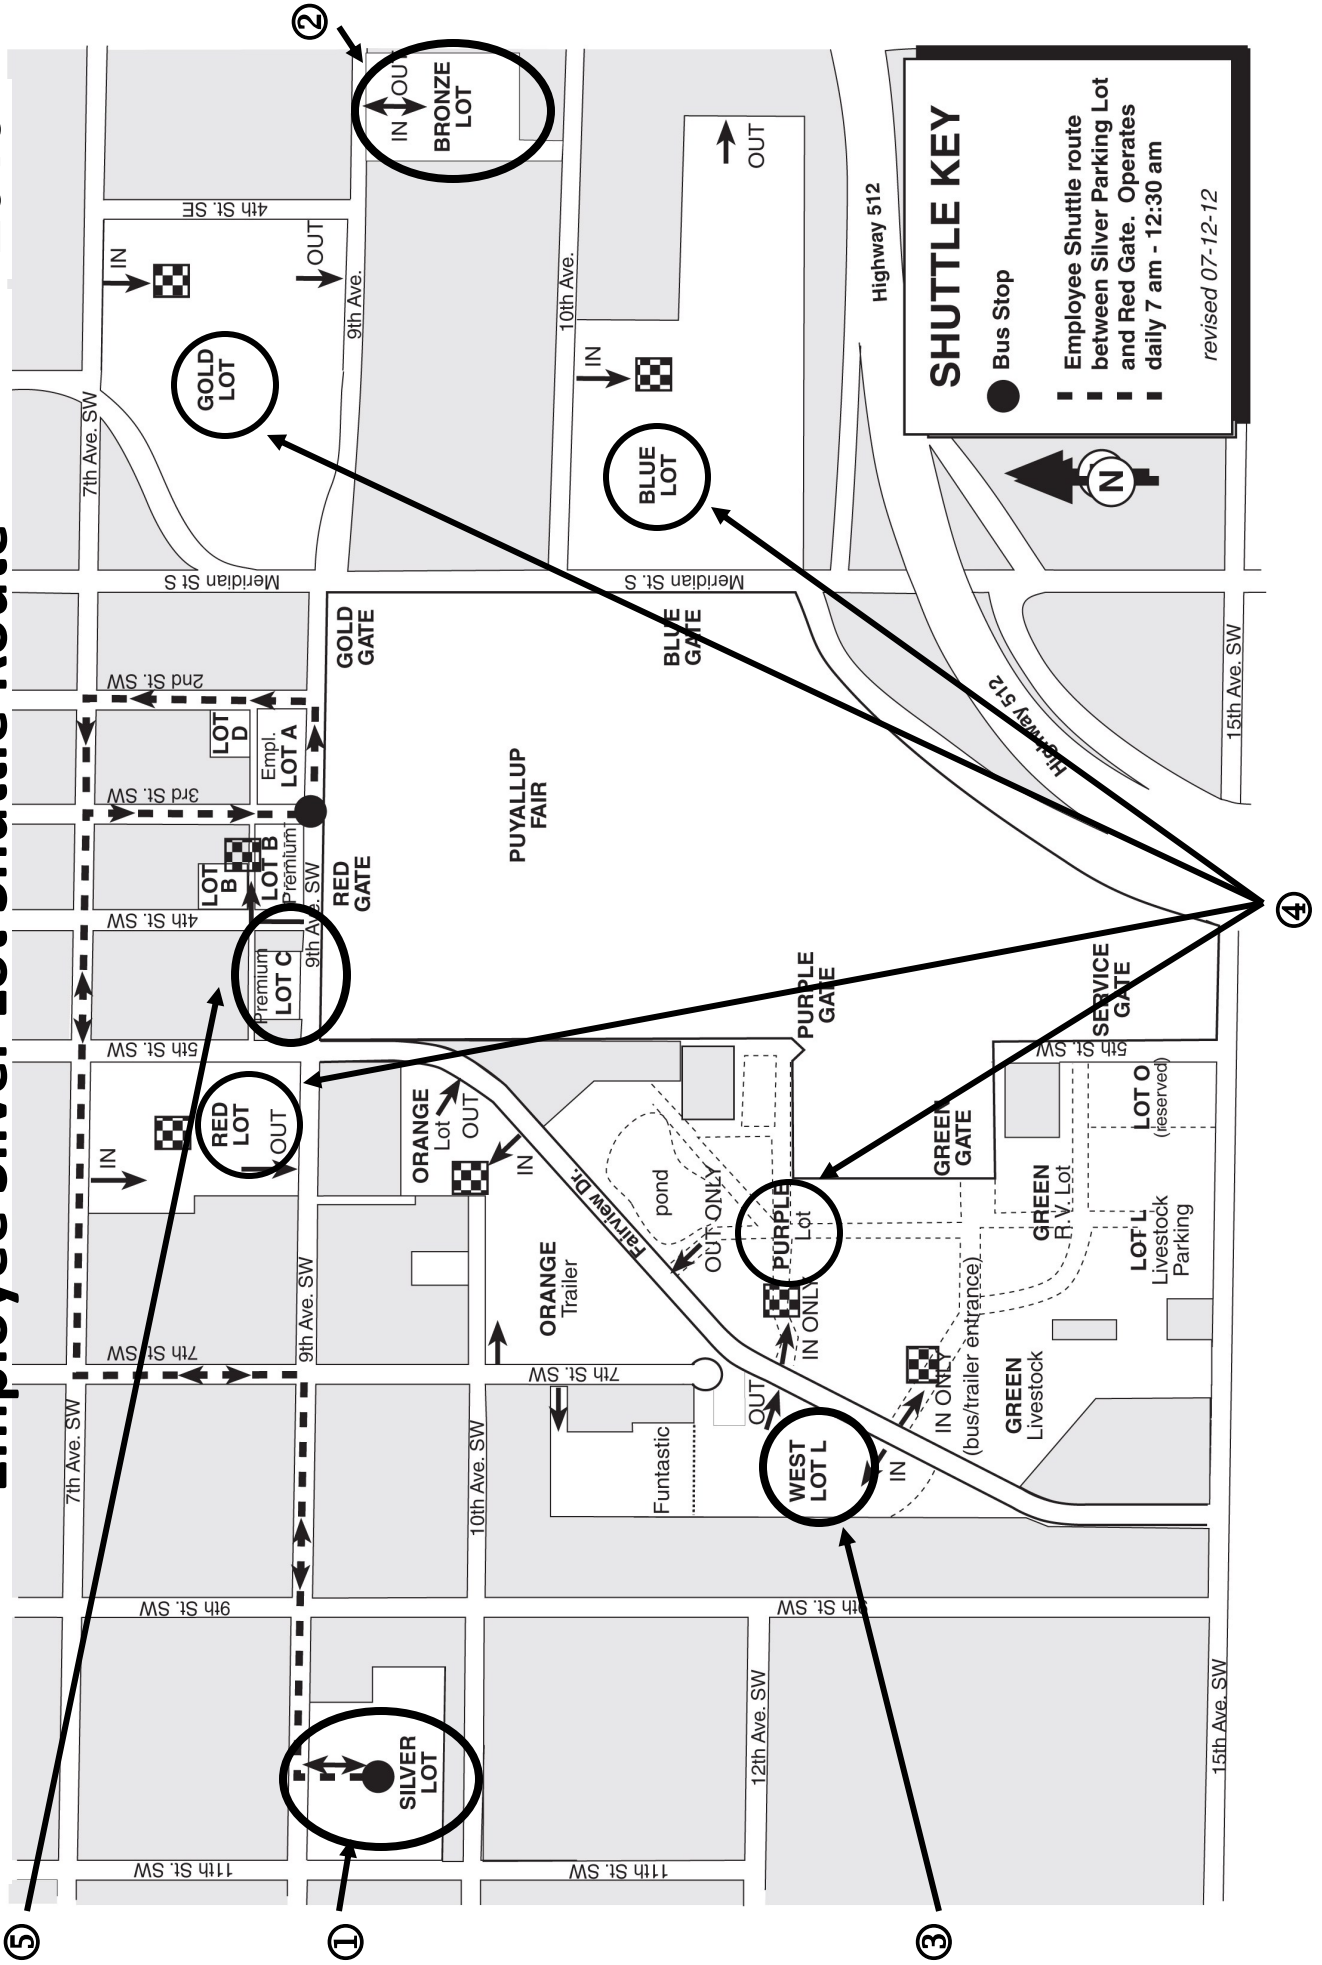 Employee Silver Lot Shuttle Route
⑤
①
③
②
④
7th Ave. SW
7th Ave. SW
11th St. SW
9th St. SW
7th St. SW
5th St. SW
4th St. SW
3rd St. SW
2nd St. SW
Meridian St S
4th St. SE
IN
RED
LOT
OUT
Premium
LOT C
LOT
B
LOT B
Premium
LOT
D
Empl.
LOT A
GOLD
LOT
IN
OUT
9th Ave. SW
9th Ave. SW
9th Ave.
SILVER
LOT
RED
GATE
GOLD
GATE
IN
OUT
BRONZE
LOT
ORANGE
Lot
OUT
IN
10th Ave. SW
10th Ave.
11th St. SW
7th St. SW
ORANGE
Trailer
Fairview Dr.
PUYALLUP
FAIR
IN
BLUE
LOT
OUT
BLUE
GATE
Meridian St. S
Funtastic
pond
OUT ONLY
OUT
WEST
LOT L
IN
PURPLE
Lot
IN ONLY
PURPLE
GATE
12th Ave. SW
9th St. SW
IN ONLY
(bus/trailer entrance)
GREEN
GATE
GREEN
Livestock
GREEN
R.V. Lot
5th St. SW
SERVICE
GATE
LOT O
(reserved)
LOT L
Livestock
Parking
Highway 512
Highway 512
15th Ave. SW
15th Ave. SW
N
SHUTTLE KEY
Bus Stop
Employee Shuttle route
between Silver Parking Lot
and Red Gate. Operates
daily 7 am - 12:30 am
revised 07-12-12